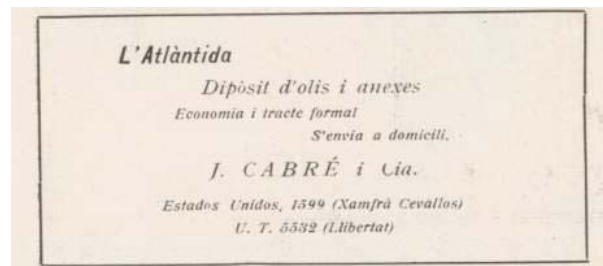 L'Atlàntida
Dipòsit d'olis i anexes
Economia i tracte formal
S'envia a domicili.
J. CABRÉ i Cia.
Estados Unidos, 1599 (Xamfrà Cevallos)
U. T. 5532 (Llibertat)